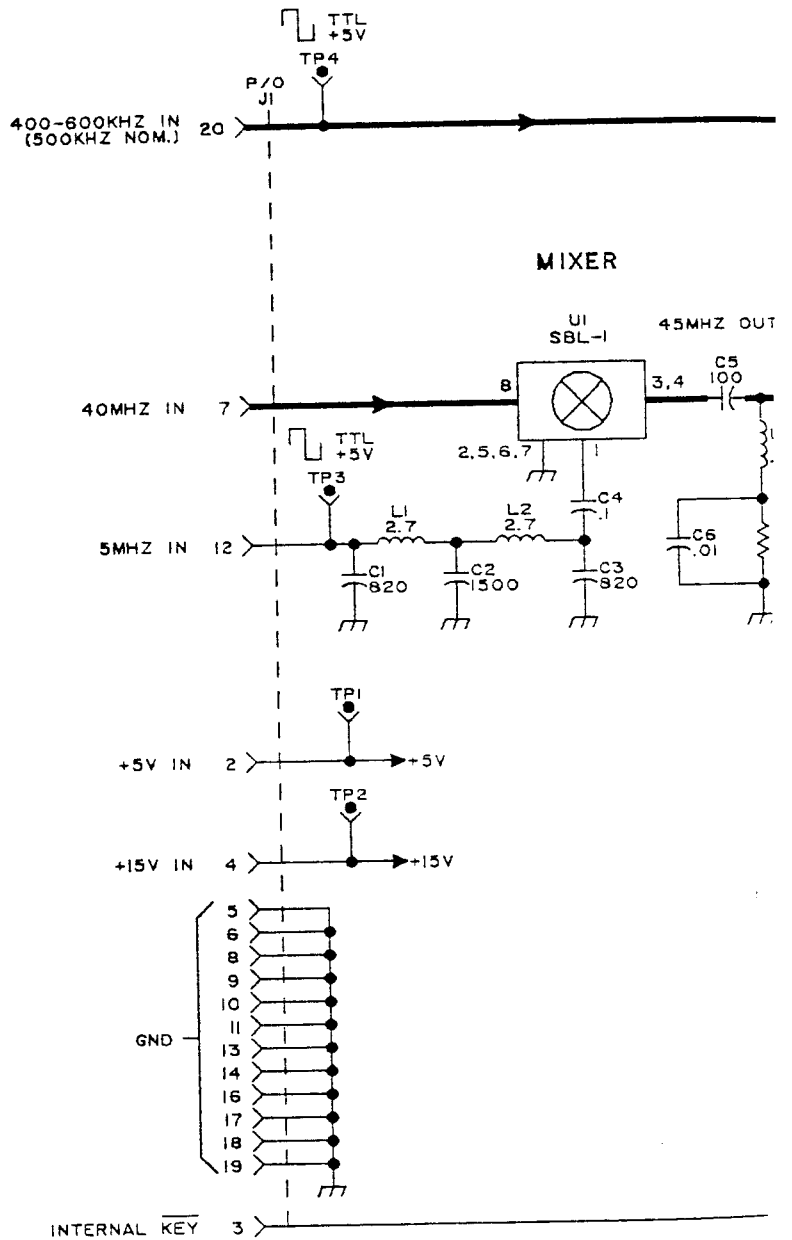 TTL
+5V
TP4
P/O
J1
400-600KHZ IN
(500KHZ NOM.)
20
MIXER
U1
SBL-1
45MHZ OUT
C5
100
8
3,4
40MHZ IN 7
2,5,6,7
1
TTL
+5V
TP3
C4
.1
L1
2.7
L2
2.7
C6
.01
5MHZ IN 12
C1
820
C2
1500
C3
820
TP1
+5V IN 2
+5V
TP2
+15V IN 4
+15V
5
6
8
9
10
11
GND
13
14
16
17
18
19
INTERNAL KEY 3